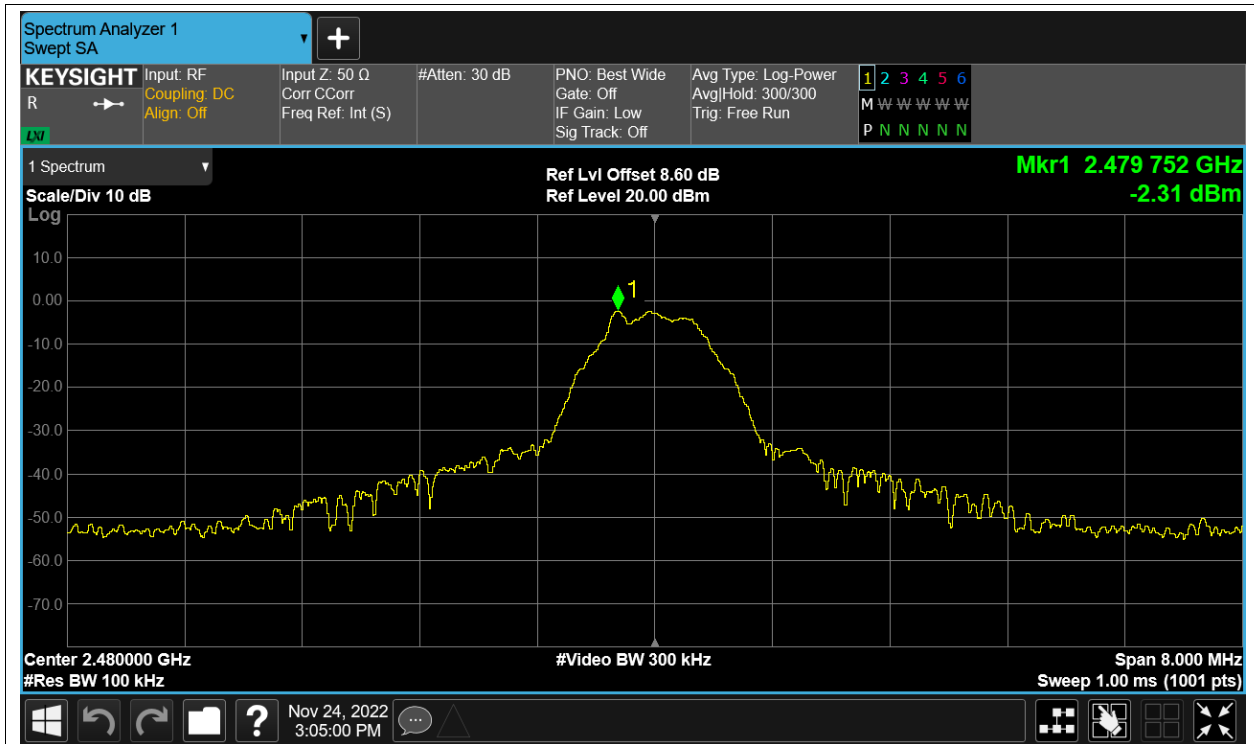 Spectrum Analyzer 1
Swept SA
KEYSIGHT
R
LXI
Input: RF
Coupling: DC
Align: Off
Input Z: 50 Ω
Corr CCorr
Freq Ref: Int (S)
#Atten: 30 dB
PNO: Best Wide
Gate: Off
IF Gain: Low
Sig Track: Off
Avg Type: Log-Power
Avg|Hold: 300/300
Trig: Free Run
1 2 3 4 5 6
M W W W W W
P N N N N N
1 Spectrum
Scale/Div 10 dB
Log
Ref Lvl Offset 8.60 dB
Ref Level 20.00 dBm
Mkr1 2.479 752 GHz
-2.31 dBm
1
10.0
0.00
-10.0
-20.0
-30.0
-40.0
-50.0
-60.0
-70.0
Center 2.480000 GHz
#Res BW 100 kHz
#Video BW 300 kHz
Span 8.000 MHz
Sweep 1.00 ms (1001 pts)
?
Nov 24, 2022
3:05:00 PM